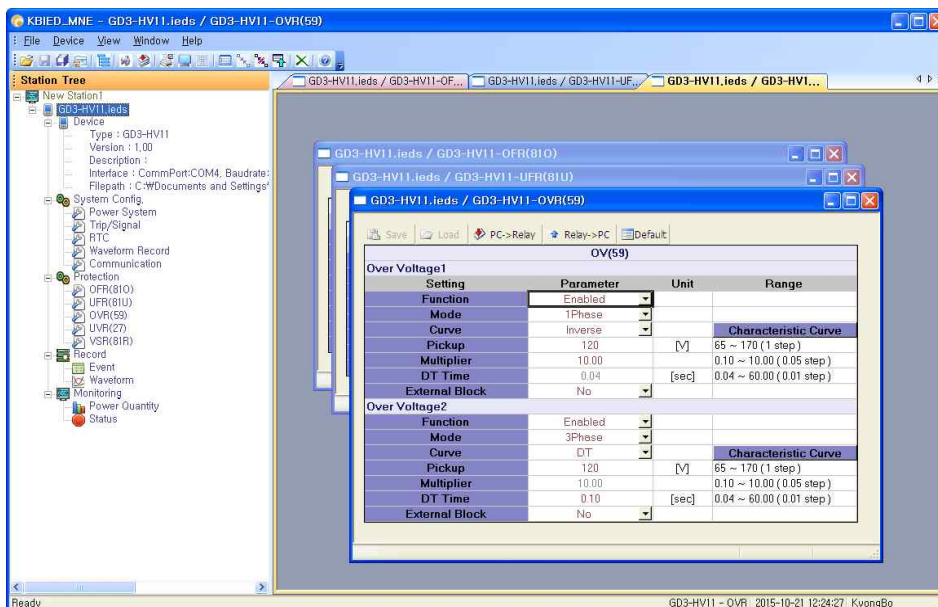 KBIED_MNE - GD3-HV11.ieds / GD3-HV11-OVR(59)
File Device View Window Help
Station Tree
GD3-HV11.ieds / GD3-HV11-OF... GD3-HV11.ieds / GD3-HV11-UF... GD3-HV11.ieds / GD3-HV1...
New Station1
GD3-HV11.ieds
Device
Type : GD3-HV11
Version : 1.00
Description :
Interface : CommPort:COM4, Baudrate:
Filepath : C:₩Documents and Settings
System Config.
Power System
Trip/Signal
RTC
Waveform Record
Communication
Protection
OFR(81O)
UFR(81U)
OVR(59)
UVR(27)
VSR(81R)
Record
Event
Waveform
Monitoring
Power Quantity
Status
GD3-HV11.ieds / GD3-HV11-OFR(81O)
GD3-HV11.ieds / GD3-HV11-UFR(81U)
GD3-HV11.ieds / GD3-HV11-OVR(59)
Save Load PC->Relay Relay->PC Default
OV(59)
Over Voltage1
Setting Parameter Unit Range
Function Enabled
Mode 1Phase
Curve Inverse Characteristic Curve
Pickup 120 [V] 65 ~ 170 ( 1 step )
Multiplier 10.00 0.10 ~ 10.00 ( 0.05 step )
DT Time 0.04 [sec] 0.04 ~ 60.00 ( 0.01 step )
External Block No
Over Voltage2
Function Enabled
Mode 3Phase
Curve DT Characteristic Curve
Pickup 120 [V] 65 ~ 170 ( 1 step )
Multiplier 10.00 0.10 ~ 10.00 ( 0.05 step )
DT Time 0.10 [sec] 0.04 ~ 60.00 ( 0.01 step )
External Block No
Ready GD3-HV11 - OVR 2015-10-21 12:24:27 KyongBo